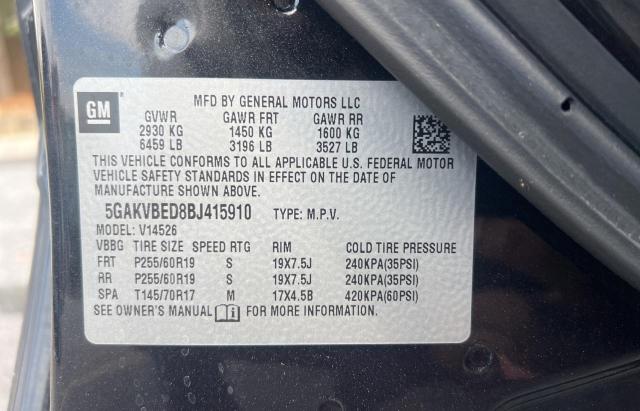 GM
MFD BY GENERAL MOTORS LLC
GVWR GAWR FRT GAWR RR
2930 KG 1450 KG 1600 KG
6459 LB 3196 LB 3527 LB
THIS VEHICLE CONFORMS TO ALL APPLICABLE U.S. FEDERAL MOTOR
VEHICLE SAFETY STANDARDS IN EFFECT ON THE DATE OF
MANUFACTURE SHOWN ABOVE.
5GAKVBED8BJ415910 TYPE: M.P.V.
MODEL: V14526
VBBG TIRE SIZE SPEED RTG RIM COLD TIRE PRESSURE
FRT P255/60R19 S 19X7.5J 240KPA(35PSI)
RR P255/60R19 S 19X7.5J 240KPA(35PSI)
SPA T145/70R17 M 17X4.5B 420KPA(60PSI)
SEE OWNER'S MANUAL FOR MORE INFORMATION.